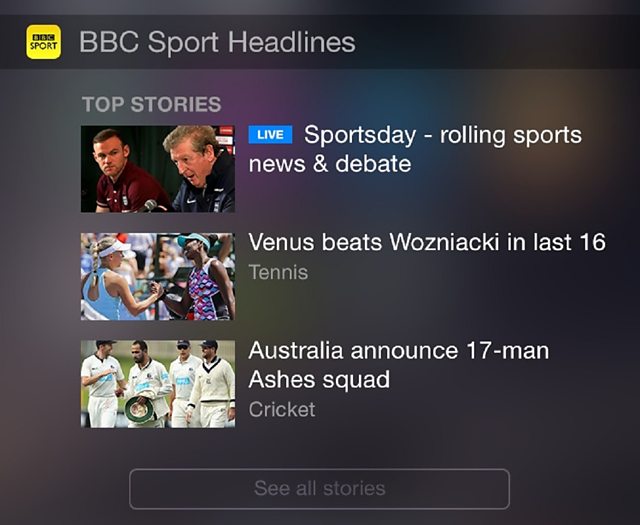 BBC
SPORT
BBC Sport Headlines
TOP STORIES
LIVE Sportsday - rolling sports
news & debate
Venus beats Wozniacki in last 16
Tennis
Australia announce 17-man
Ashes squad
Cricket
See all stories